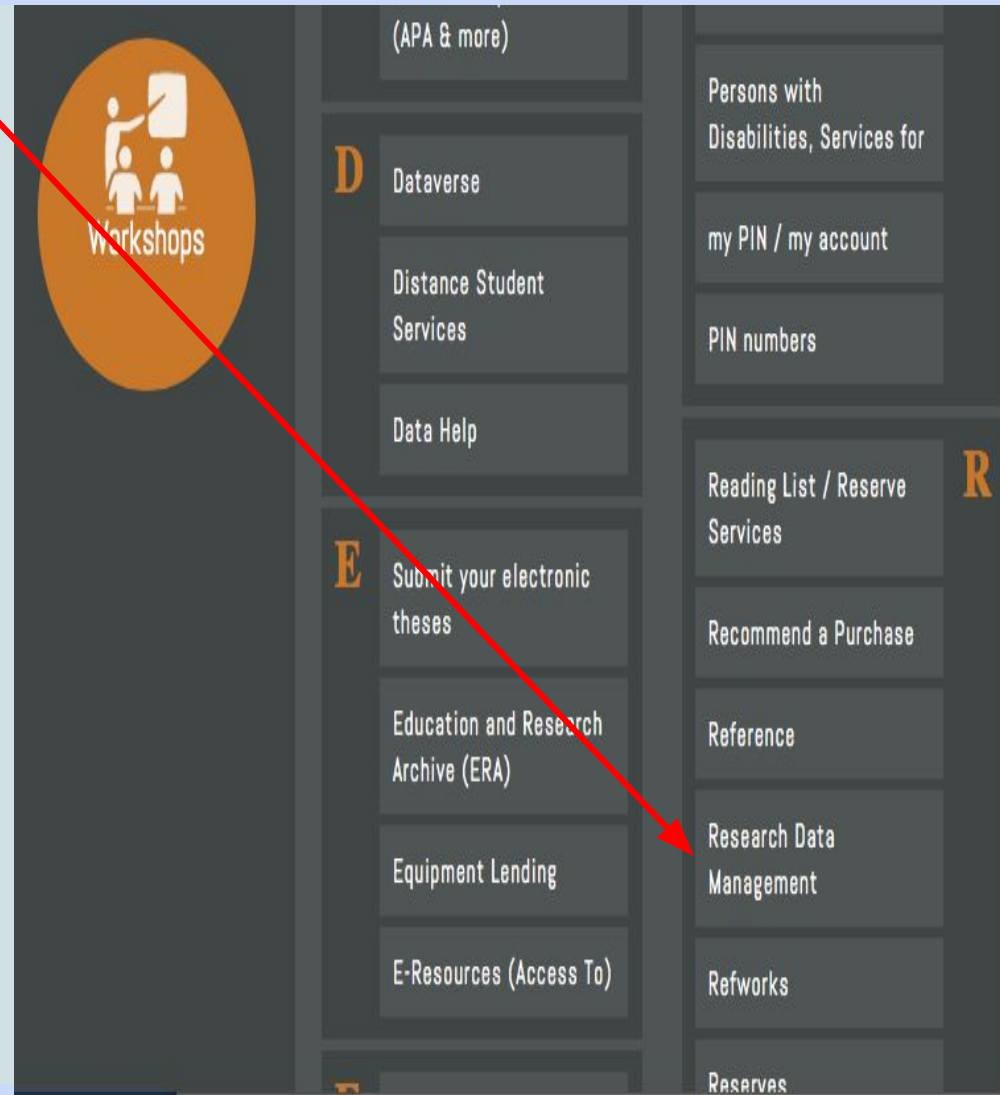 Workshops
(APA & more)
D
Dataverse
Distance Student
Services
Data Help
E
Submit your electronic
theses
Education and Research
Archive (ERA)
Equipment Lending
E-Resources (Access To)
Persons with
Disabilities, Services for
my PIN / my account
PIN numbers
R
Reading List / Reserve
Services
Recommend a Purchase
Reference
Research Data
Management
Refworks
Reserves